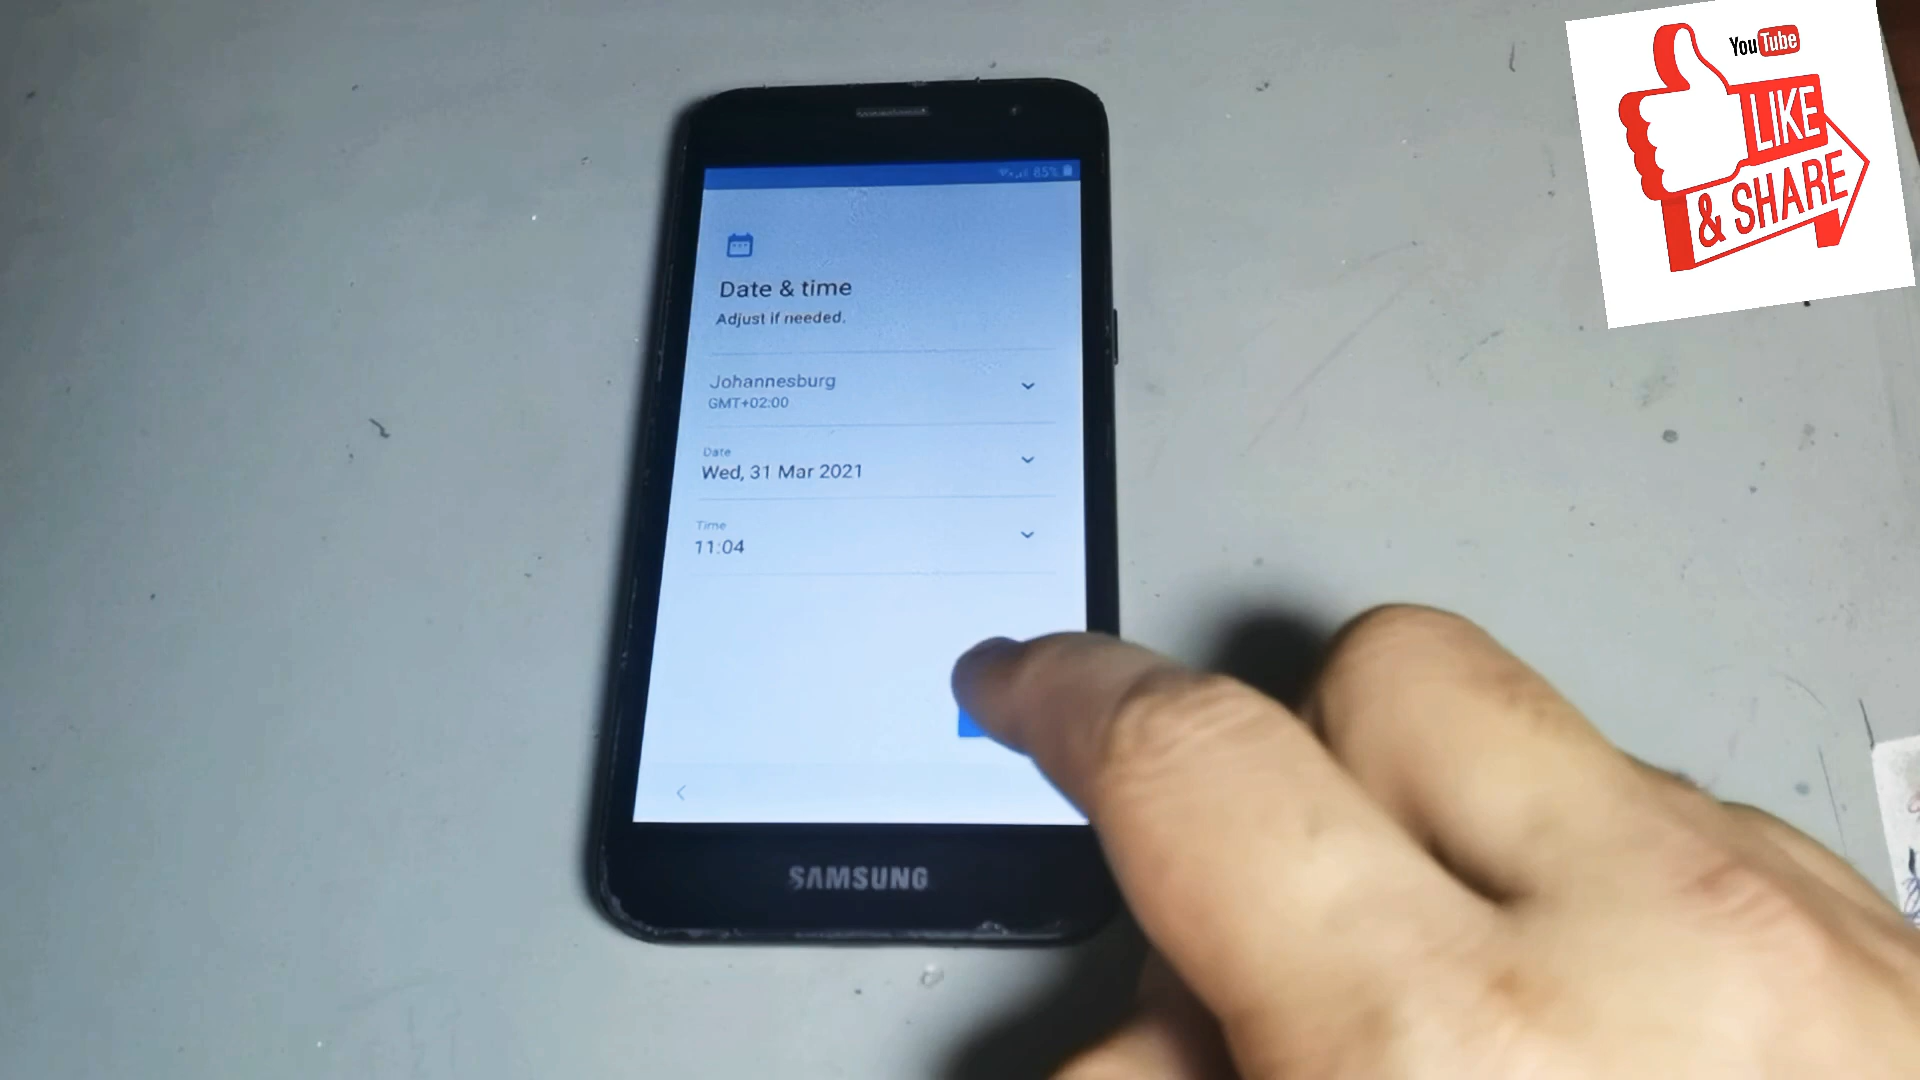 85%
Date & time
Adjust if needed.
Johannesburg
GMT+02:00
Date
Wed, 31 Mar 2021
Time
11:04
SAMSUNG
YouTube
LIKE
& SHARE